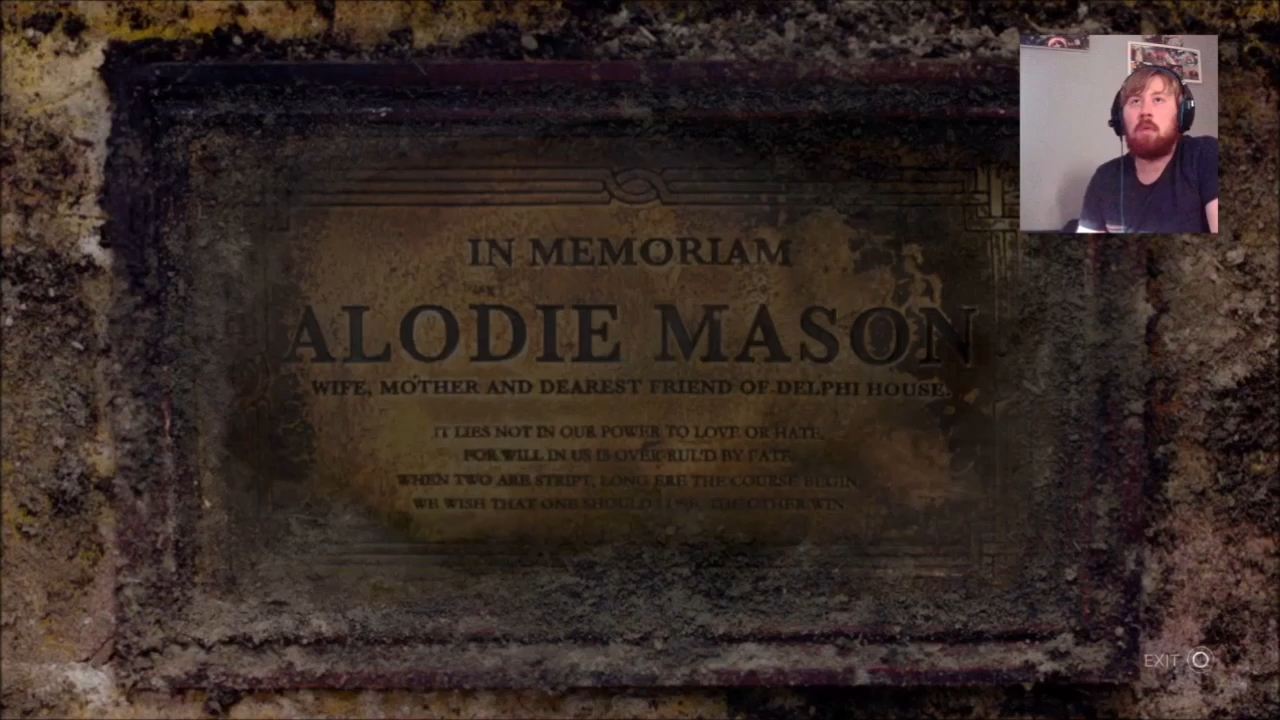 IN MEMORIAM
ALODIE MASON
WIFE, MOTHER AND DEAREST FRIEND OF DELPHI HOUSE.
IT LIES NOT IN OUR POWER TO LOVE OR HATE,
FOR WILL IN US IS OVER-RUL'D BY FATE.
WHEN TWO ARE STRIPT, LONG ERE THE COURSE BEGIN
WE WISH THAT ONE SHOULD LOSE, THE OTHER WIN
EXIT